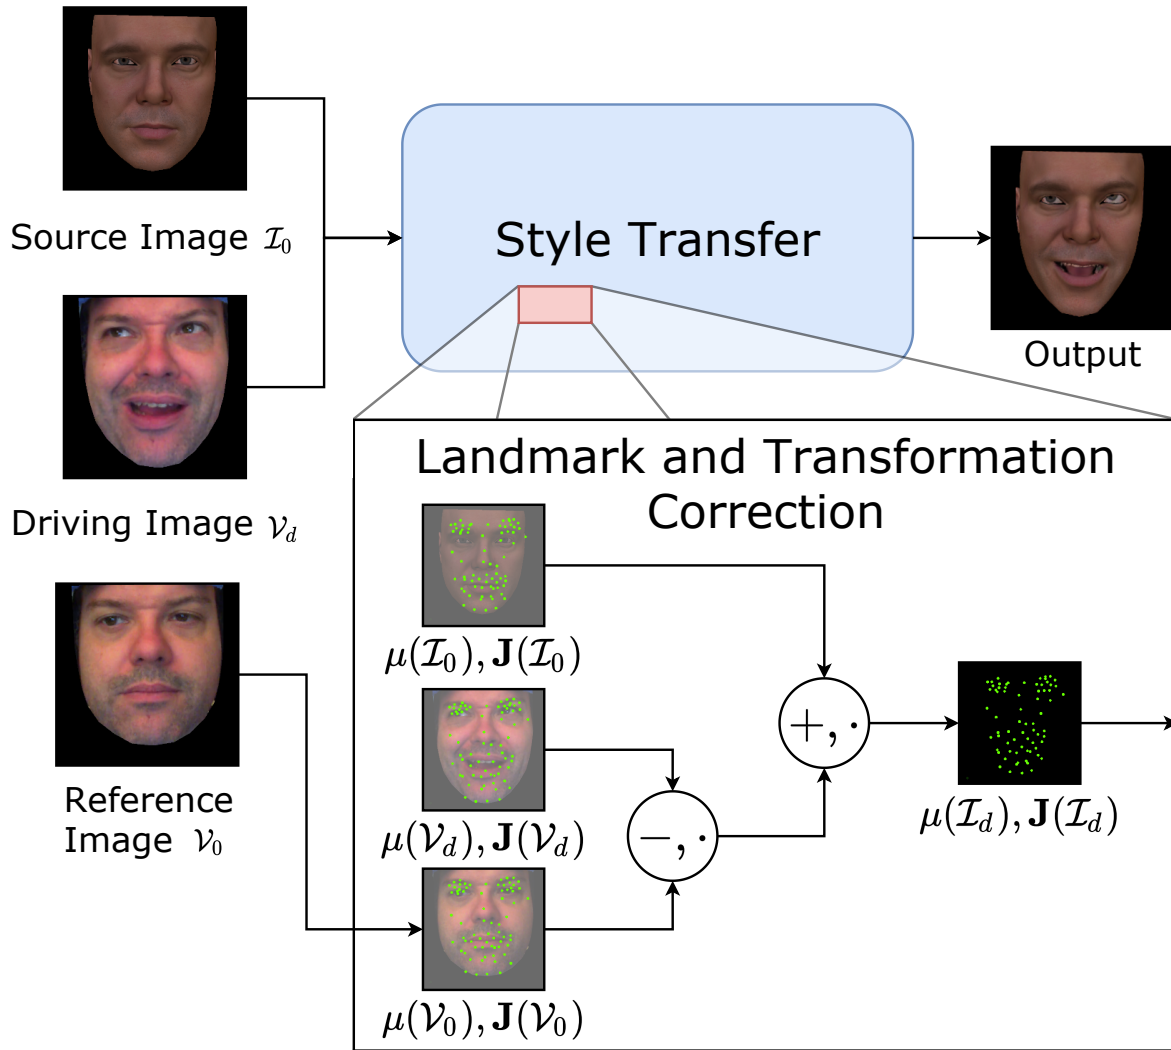 Source Image 𝓘₀
Style Transfer
Output
Driving Image 𝒱_d
Landmark and Transformation
Correction
μ(𝓘₀), 𝐉(𝓘₀)
+, ·
μ(𝒱_d), 𝐉(𝒱_d)
μ(𝓘_d), 𝐉(𝓘_d)
−, ·
Reference
Image 𝒱₀
μ(𝒱₀), 𝐉(𝒱₀)